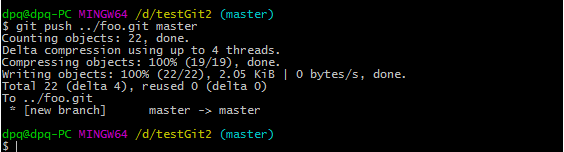 dpq@dpq-PC MINGW64 /d/testGit2 (master)
$ git push ../foo.git master
Counting objects: 22, done.
Delta compression using up to 4 threads.
Compressing objects: 100% (19/19), done.
Writing objects: 100% (22/22), 2.05 KiB | 0 bytes/s, done.
Total 22 (delta 4), reused 0 (delta 0)
To ../foo.git
 * [new branch]      master -> master
dpq@dpq-PC MINGW64 /d/testGit2 (master)
$